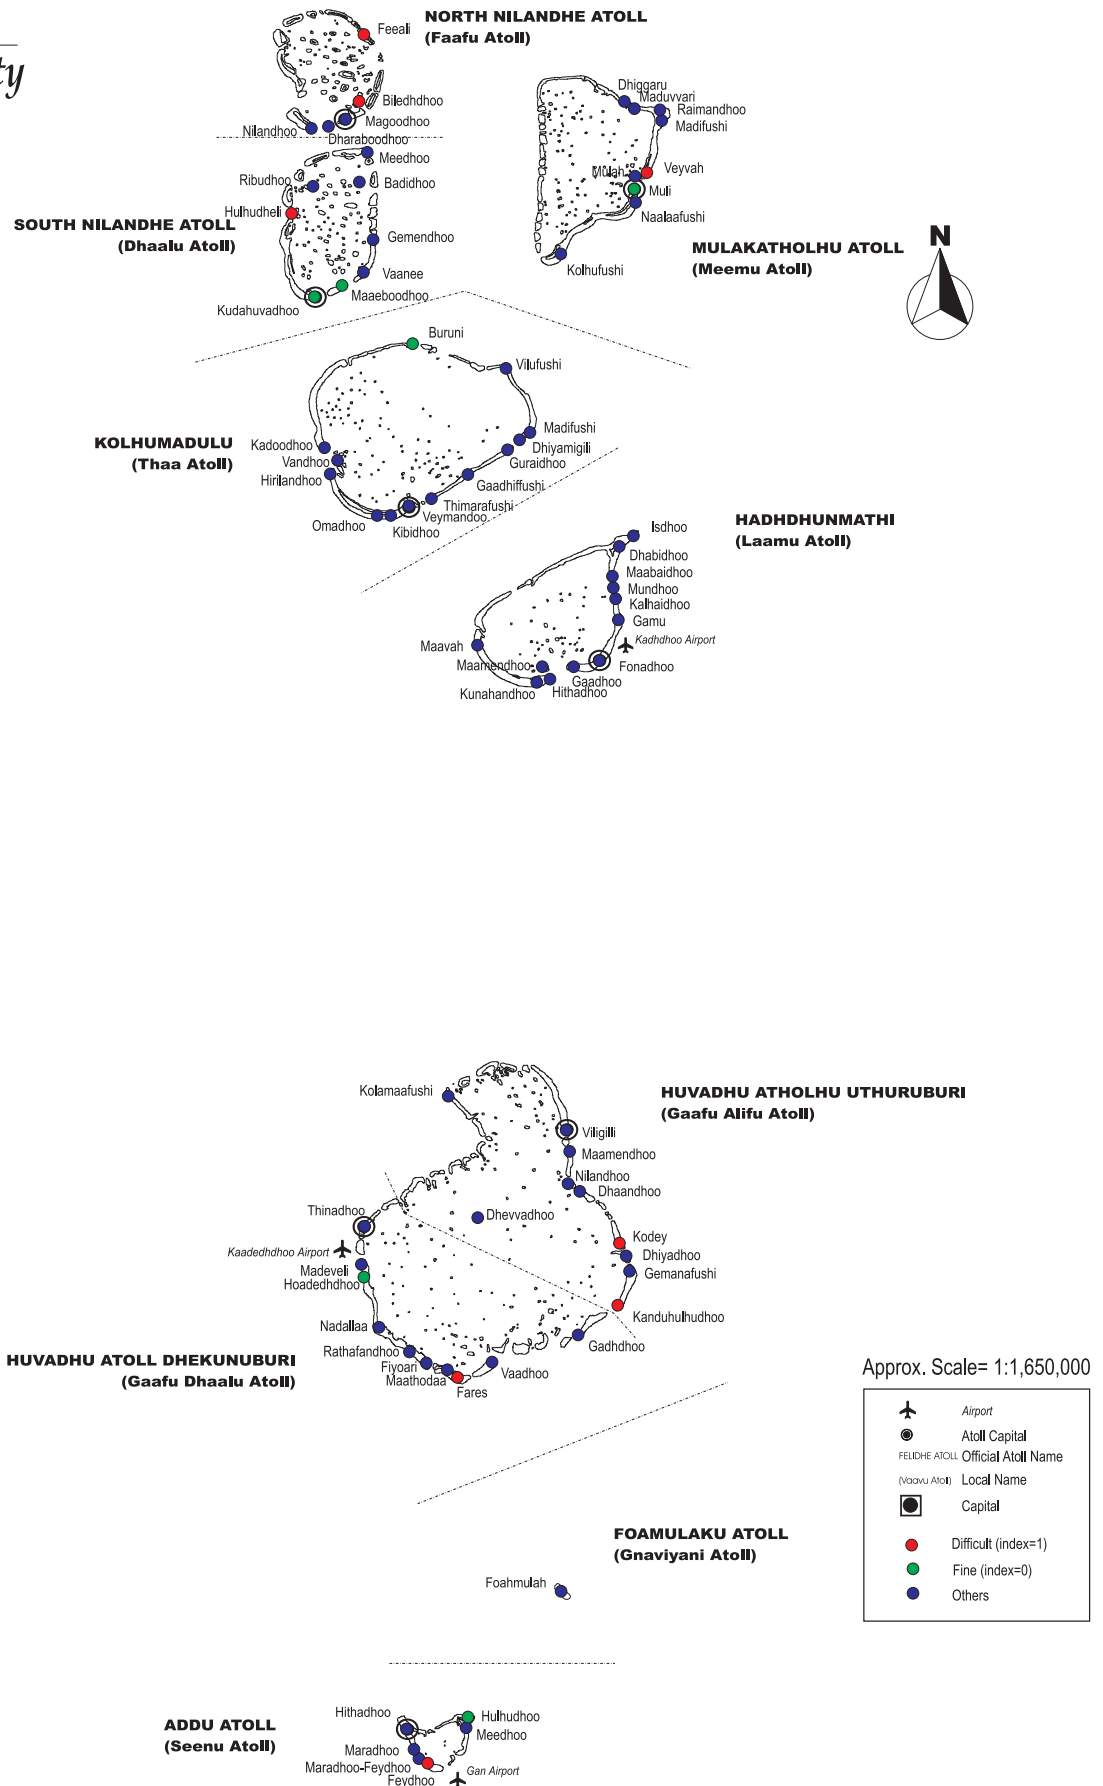 ty
NORTH NILANDHE ATOLL
(Faafu Atoll)
Feeali
Biledhdhoo
Magoodhoo
Nilandhoo
Dharaboodhoo
Meedhoo
Ribudhoo
Badidhoo
Hulhudheli
SOUTH NILANDHE ATOLL
(Dhaalu Atoll)
Gemendhoo
Vaanee
Maaeboodhoo
Kudahuvadhoo
Dhiggaru
Maduvvari
Raimandhoo
Madifushi
Mulah
Veyvah
Muli
Naalaafushi
Kolhufushi
MULAKATHOLHU ATOLL
(Meemu Atoll)
N
Buruni
Vilufushi
KOLHUMADULU
(Thaa Atoll)
Madifushi
Dhiyamigili
Guraidhoo
Kadoodhoo
Vandhoo
Hirilandhoo
Gaadhiffushi
Thimarafushi
Veymandoo
Omadhoo
Kibidhoo
HADHDHUNMATHI
(Laamu Atoll)
Isdhoo
Dhabidhoo
Maabaidhoo
Mundhoo
Kalhaidhoo
Gamu
Kadhdhoo Airport
Maavah
Maamendhoo
Fonadhoo
Gaadhoo
Kunahandhoo
Hithadhoo
Kolamaafushi
HUVADHU ATHOLHU UTHURUBURI
(Gaafu Alifu Atoll)
Viligilli
Maamendhoo
Nilandhoo
Dhaandhoo
Thinadhoo
Dhevvadhoo
Kaadedhdhoo Airport
Kodey
Dhiyadhoo
Madeveli
Gemanafushi
Hoadedhdhoo
Kanduhulhudhoo
Nadallaa
Gadhdhoo
Rathafandhoo
HUVADHU ATOLL DHEKUNUBURI
(Gaafu Dhaalu Atoll)
Fiyoari
Maathodaa
Vaadhoo
Fares
Approx. Scale= 1:1,650,000
Airport
Atoll Capital
FELIDHE ATOLL Official Atoll Name
(Vaavu Atoll) Local Name
Capital
Difficult (index=1)
Fine (index=0)
Others
FOAMULAKU ATOLL
(Gnaviyani Atoll)
Foahmulah
ADDU ATOLL
(Seenu Atoll)
Hithadhoo
Hulhudhoo
Meedhoo
Maradhoo
Maradhoo-Feydhoo
Feydhoo
Gan Airport